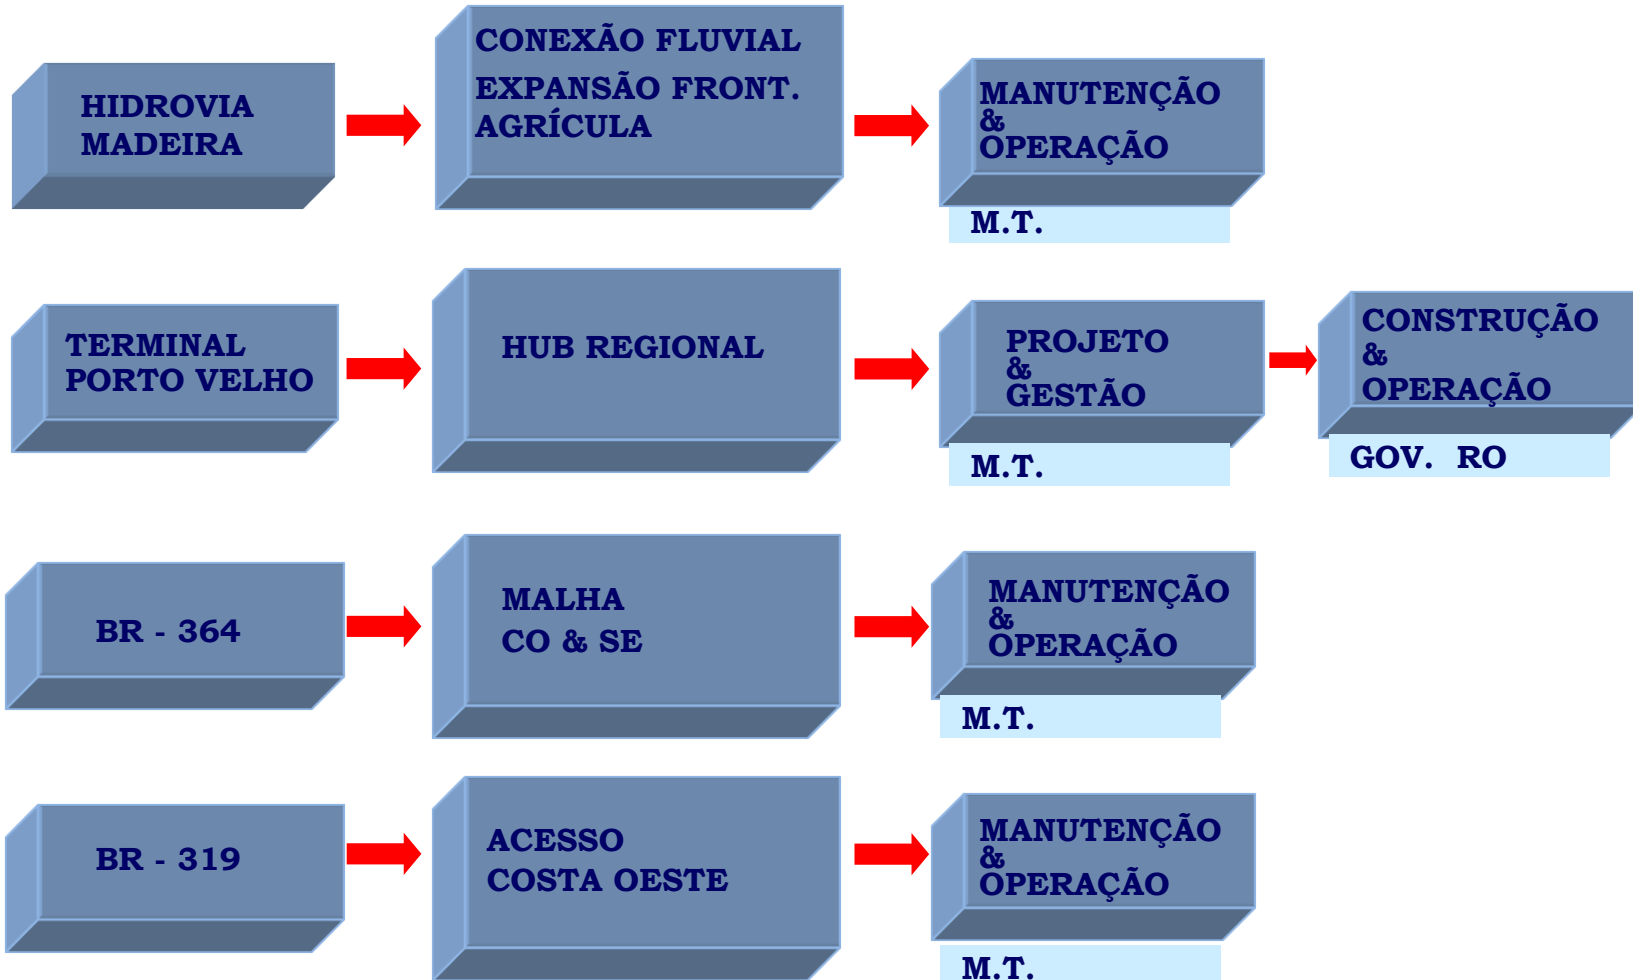 HIDROVIA
MADEIRA
CONEXÃO FLUVIAL
EXPANSÃO FRONT.
AGRÍCULA
MANUTENÇÃO
&
OPERAÇÃO
M.T.
TERMINAL
PORTO VELHO
HUB REGIONAL
PROJETO
&
GESTÃO
M.T.
CONSTRUÇÃO
&
OPERAÇÃO
GOV. RO
BR - 364
MALHA
CO & SE
MANUTENÇÃO
&
OPERAÇÃO
M.T.
BR - 319
ACESSO
COSTA OESTE
MANUTENÇÃO
&
OPERAÇÃO
M.T.